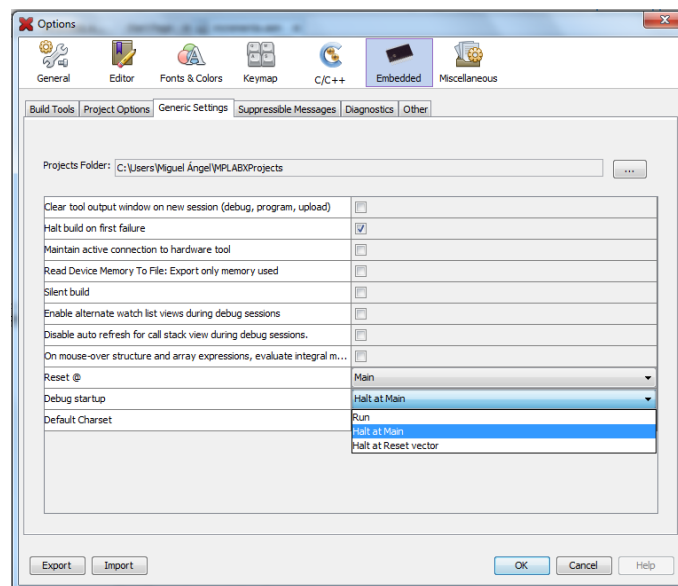 Options
General Editor Fonts & Colors Keymap C/C++ Embedded Miscellaneous
Build Tools Project Options Generic Settings Suppressible Messages Diagnostics Other
Projects Folder: C:\Users\Miguel Ángel\MPLABXProjects ...
Clear tool output window on new session (debug, program, upload)
Halt build on first failure
Maintain active connection to hardware tool
Read Device Memory To File: Export only memory used
Silent build
Enable alternate watch list views during debug sessions
Disable auto refresh for call stack view during debug sessions.
On mouse-over structure and array expressions, evaluate integral m...
Reset @ Main
Debug startup Halt at Main
Default Charset Run
Halt at Main
Halt at Reset vector
Export Import OK Cancel Help